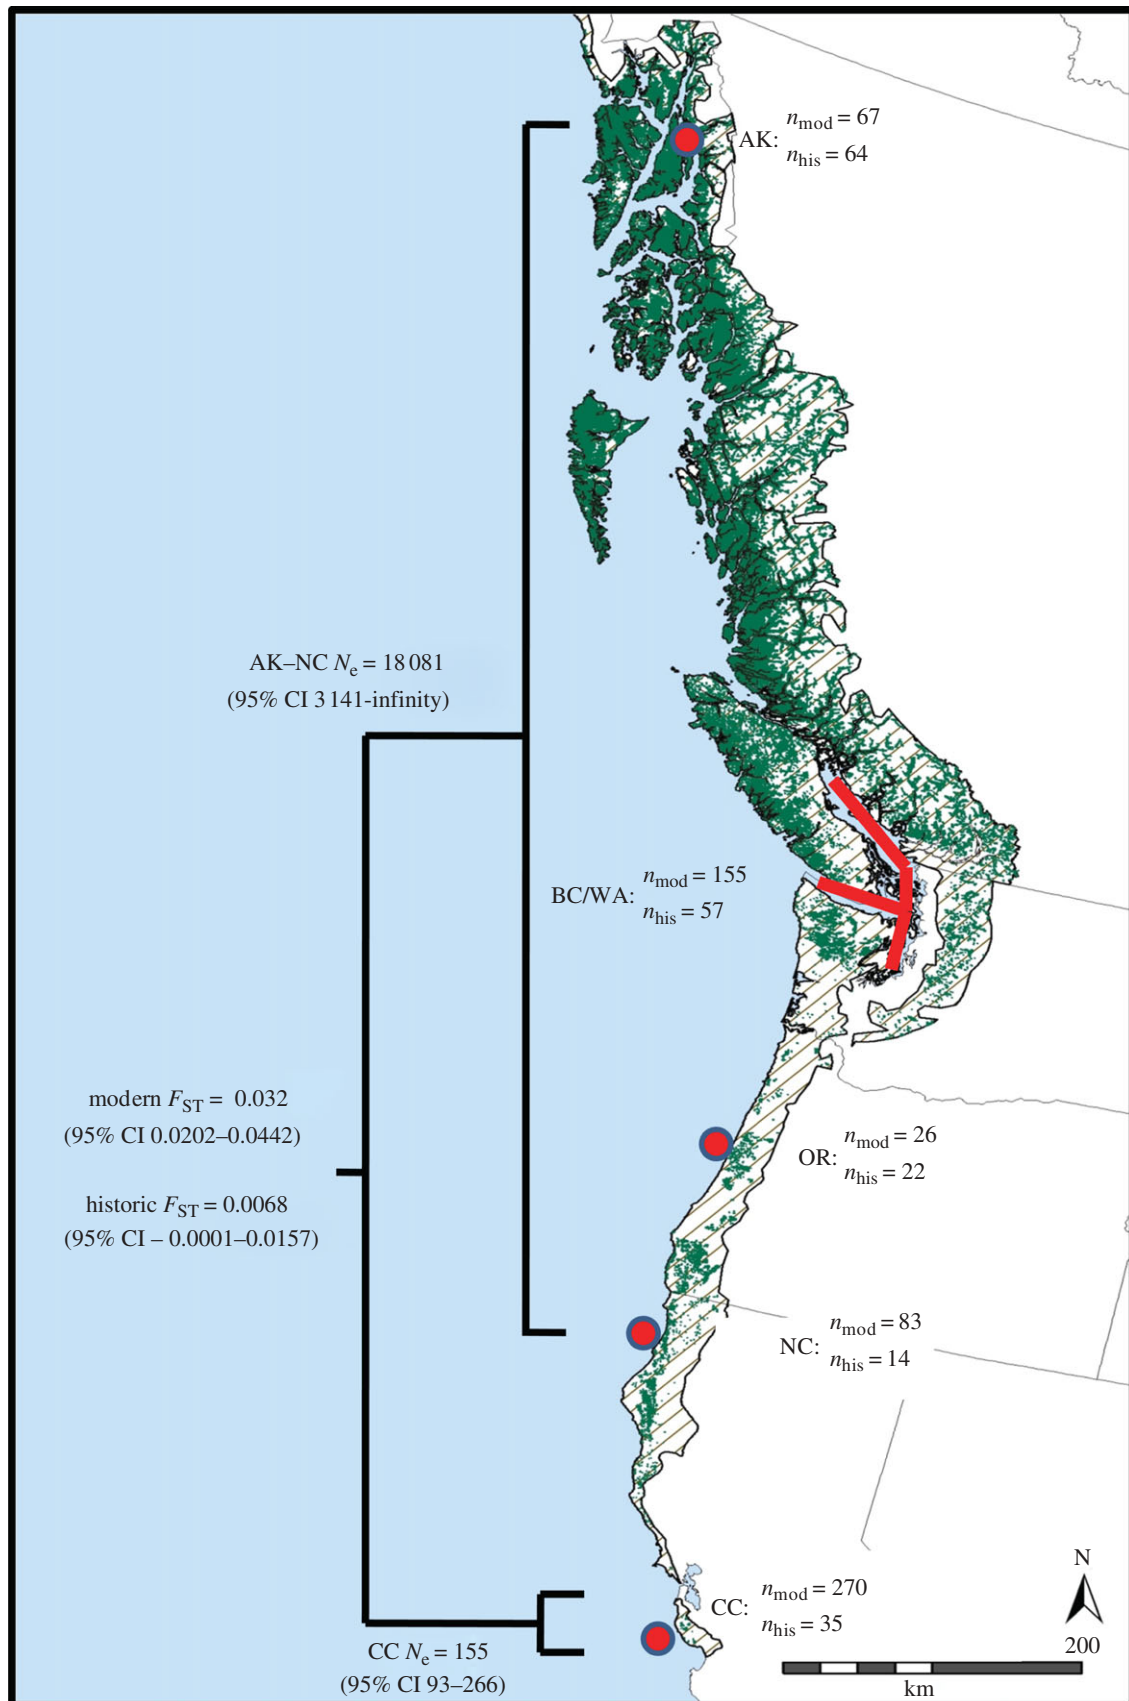 AK: n_mod = 67
n_his = 64
AK–NC N_e = 18 081
(95% CI 3 141-infinity)
BC/WA: n_mod = 155
n_his = 57
modern F_ST = 0.032
(95% CI 0.0202–0.0442)
historic F_ST = 0.0068
(95% CI – 0.0001–0.0157)
OR: n_mod = 26
n_his = 22
NC: n_mod = 83
n_his = 14
CC: n_mod = 270
n_his = 35
CC N_e = 155
(95% CI 93–266)
N
200
km